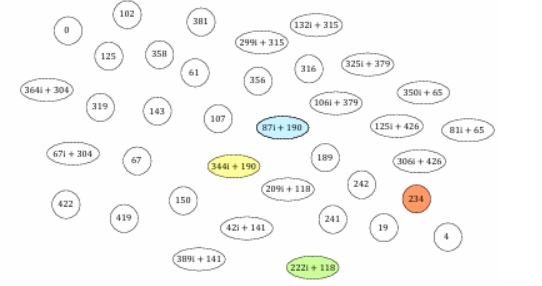 0
102
381
132i + 315
299i + 315
125
358
61
356
316
325i + 379
364i + 304
319
143
107
106i + 379
350i + 65
87i + 190
125i + 426
81i + 65
67i + 304
67
344i + 190
189
306i + 426
209i + 118
242
234
422
419
150
42i + 141
241
19
4
389i + 141
222i + 118